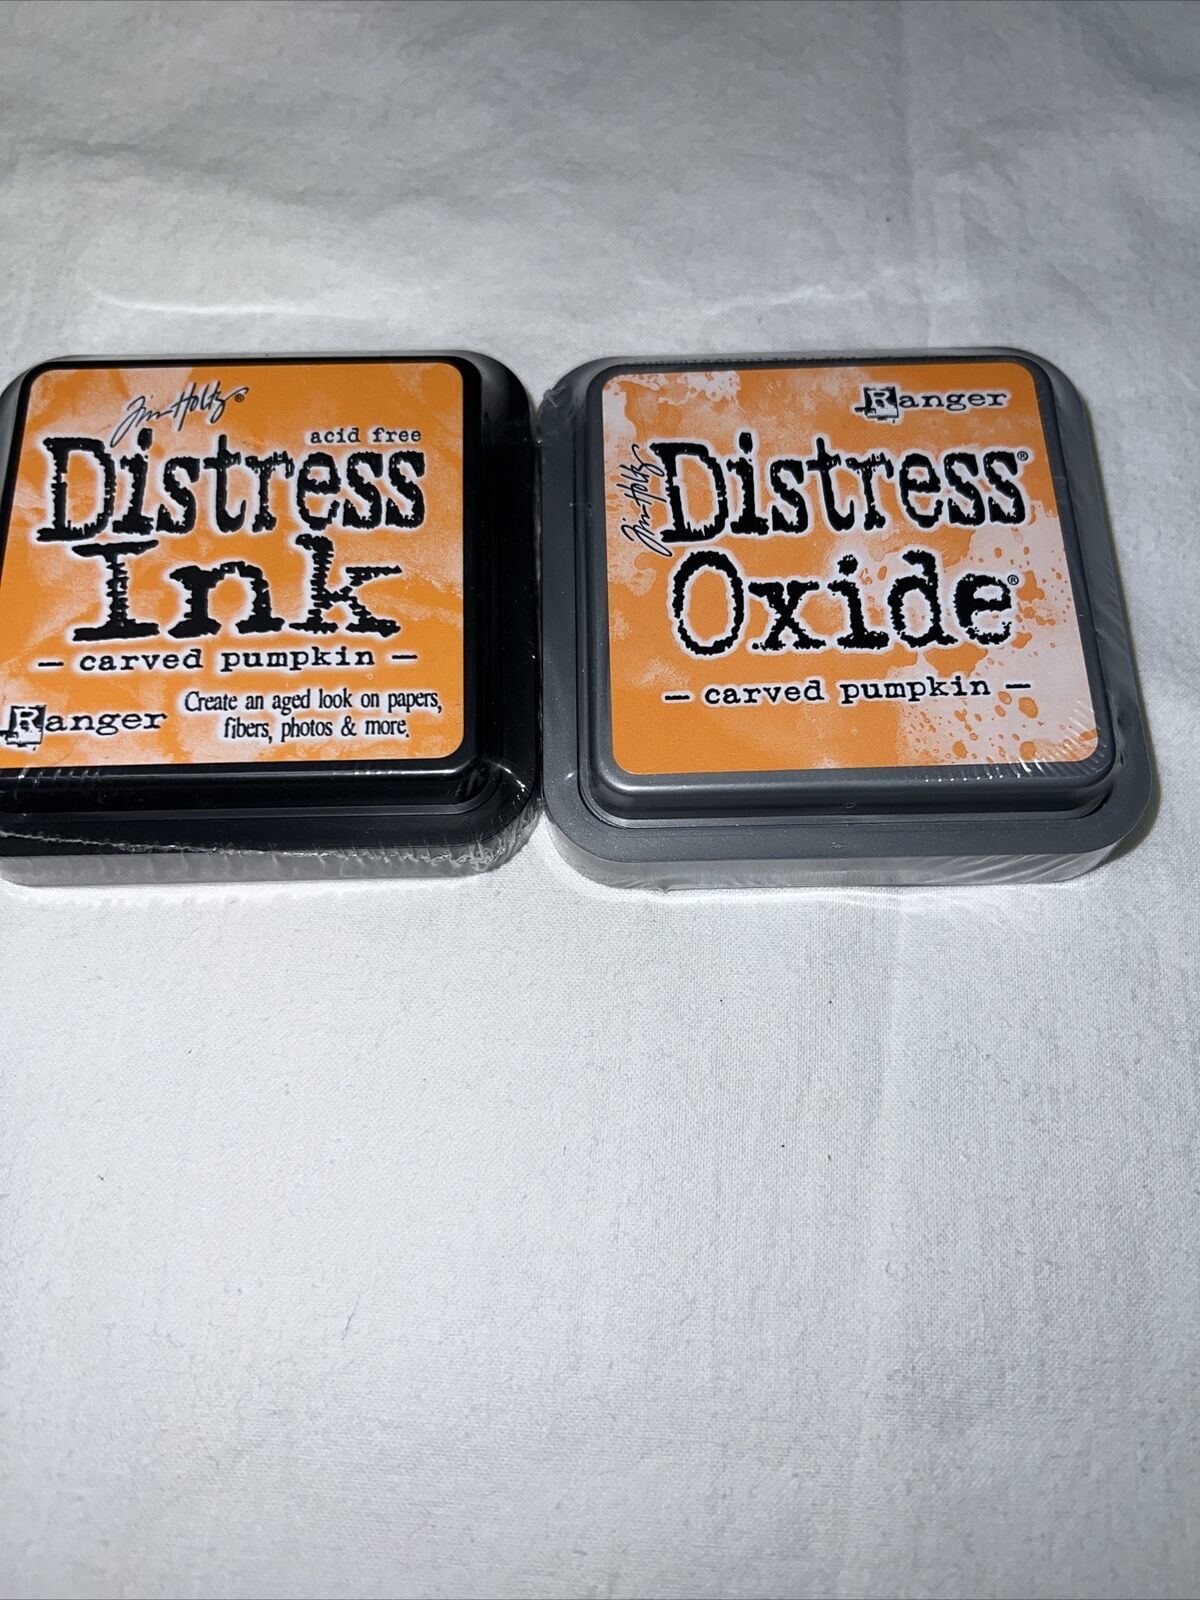 Tim Holtz®
acid free
Distress
Ink
– carved pumpkin –
Create an aged look on papers,
fibers, photos & more.
Ranger
Ranger
Tim Holtz
Distress®
Oxide®
– carved pumpkin –